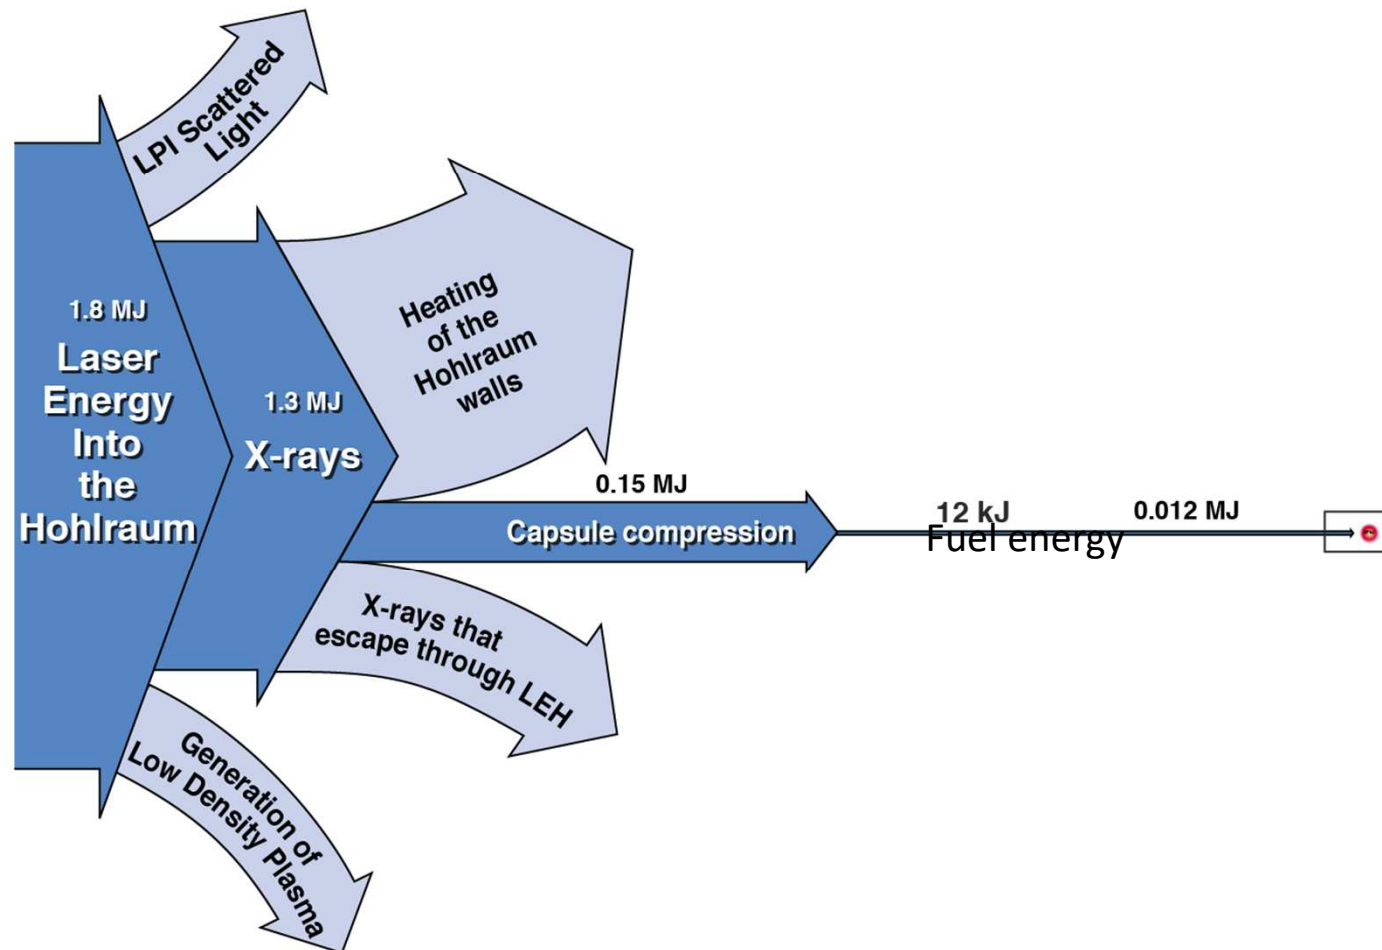 LPI Scattered
Light
1.8 MJ
Laser
Energy
Into
the
Hohlraum
1.3 MJ
X-rays
Heating
of the
Hohlraum
walls
0.15 MJ
Capsule compression
12 kJ
Fuel energy
0.012 MJ
X-rays that
escape through LEH
Generation of
Low Density Plasma